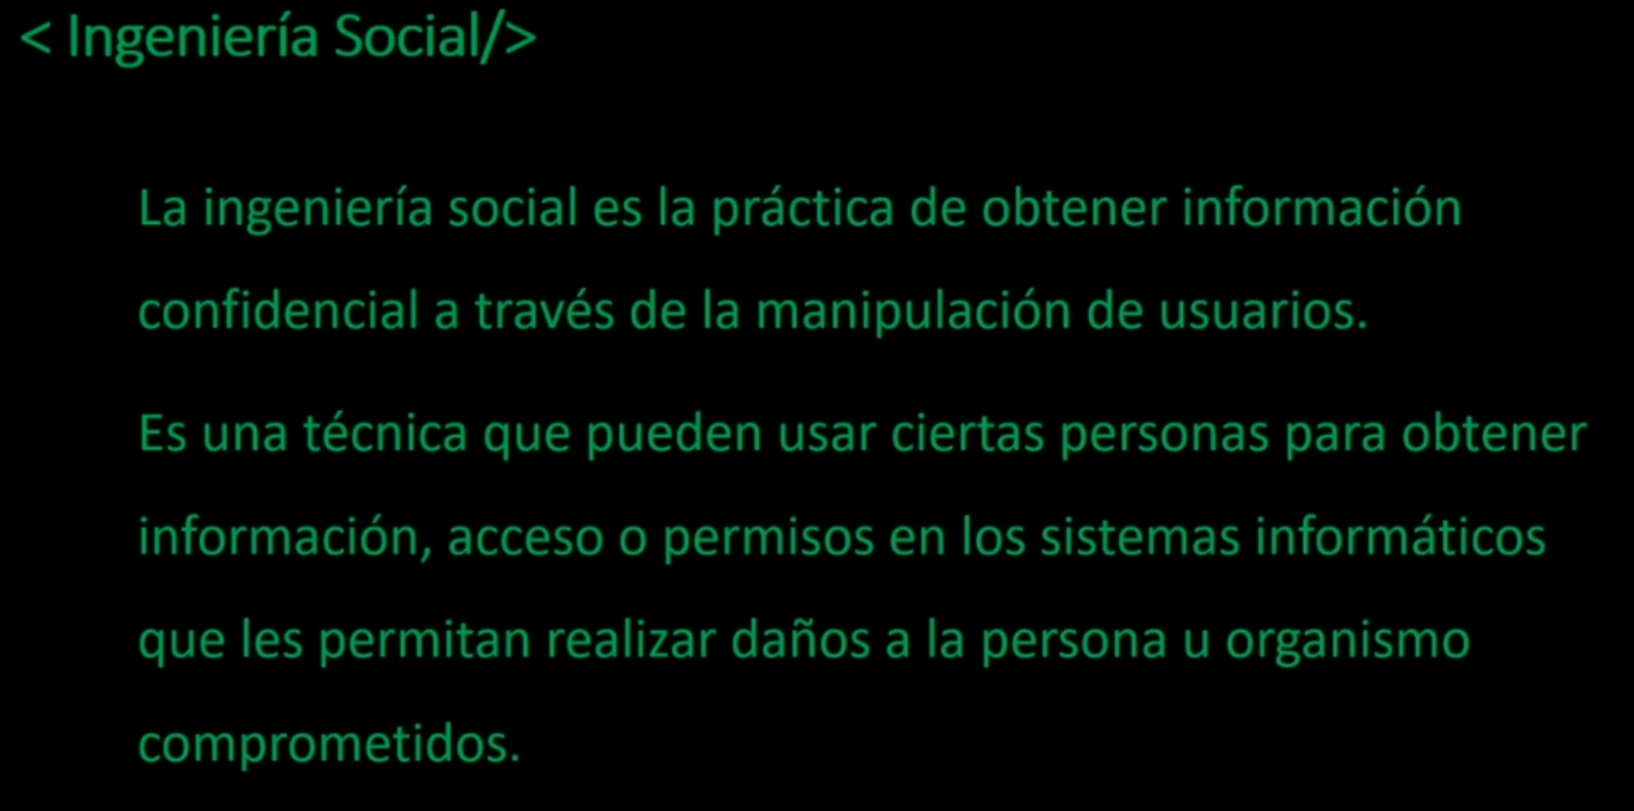 < Ingeniería Social/>
La ingeniería social es la práctica de obtener información
confidencial a través de la manipulación de usuarios.
Es una técnica que pueden usar ciertas personas para obtener
información, acceso o permisos en los sistemas informáticos
que les permitan realizar daños a la persona u organismo
comprometidos.